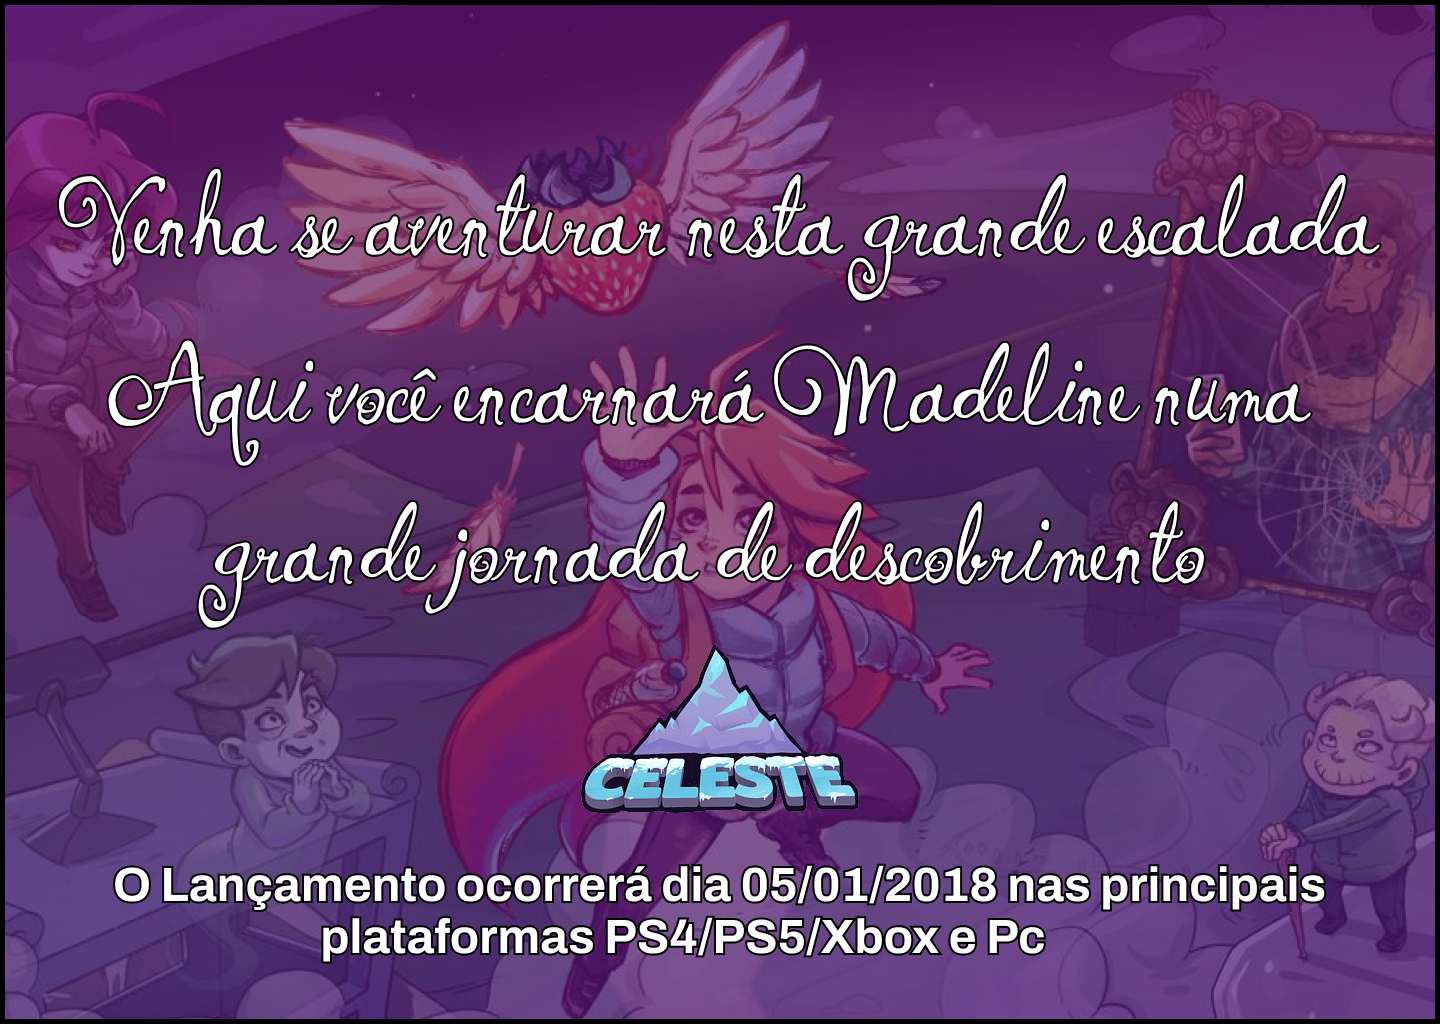 Venha se aventurar nesta grande escalada
Aqui você encarnará Madeline numa
grande jornada de descobrimento
CELESTE
O Lançamento ocorrerá dia 05/01/2018 nas principais
plataformas PS4/PS5/Xbox e Pc